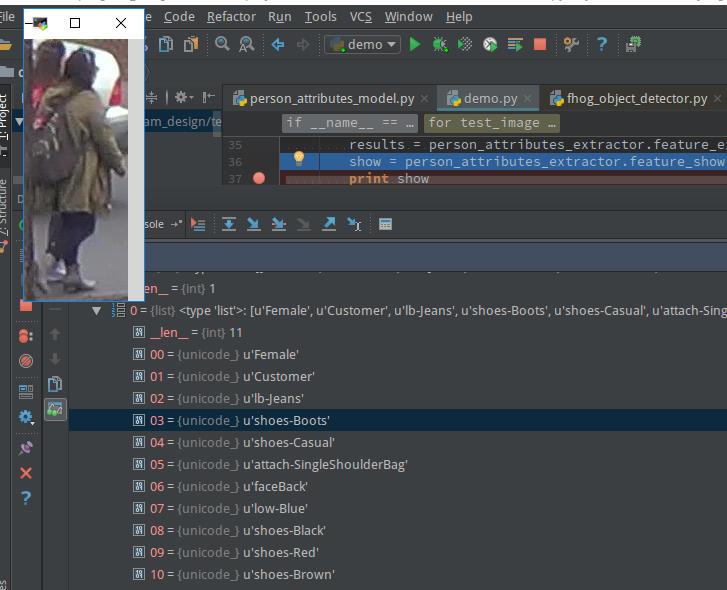 Code Refactor Run Tools VCS Window Help
demo
person_attributes_model.py demo.py fhog_object_detector.py
1: Project
am_design/te
if __name__ == ... for test_image ...
35 results = person_attributes_extractor.feature_e
36 show = person_attributes_extractor.feature_show
37 print show
7: Structure
sole
en__ = {int} 1
0 = {list} <type 'list'>: [u'Female', u'Customer', u'lb-Jeans', u'shoes-Boots', u'shoes-Casual', u'attach-Sing
__len__ = {int} 11
00 = {unicode_} u'Female'
01 = {unicode_} u'Customer'
02 = {unicode_} u'lb-Jeans'
03 = {unicode_} u'shoes-Boots'
04 = {unicode_} u'shoes-Casual'
05 = {unicode_} u'attach-SingleShoulderBag'
06 = {unicode_} u'faceBack'
07 = {unicode_} u'low-Blue'
08 = {unicode_} u'shoes-Black'
09 = {unicode_} u'shoes-Red'
10 = {unicode_} u'shoes-Brown'